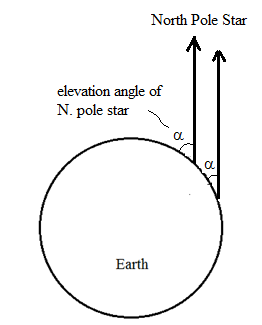 North Pole Star
elevation angle of
N. pole star
α
α
Earth